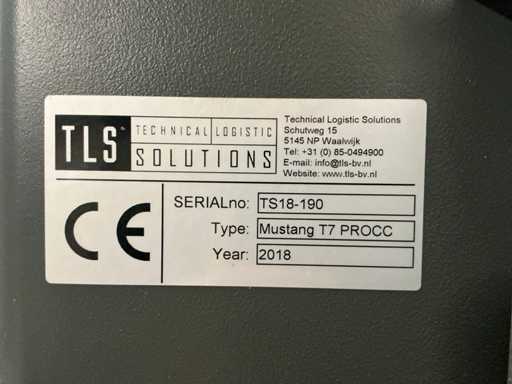 TLS
TECHNICAL LOGISTIC
SOLUTIONS
Technical Logistic Solutions
Schutweg 15
5145 NP Waalwijk
Tel: +31 (0) 85-0494900
E-mail: info@tls-bv.nl
Website: www.tls-bv.nl
CE
SERIALno: TS18-190
Type: Mustang T7 PROCC
Year: 2018